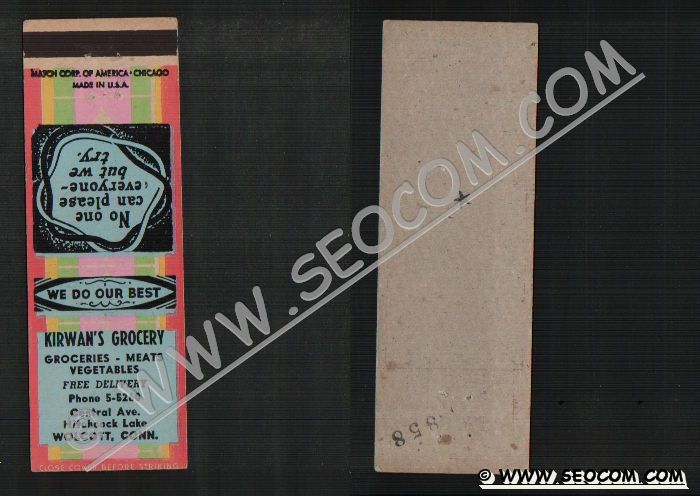 MATCH CORP. OF AMERICA • CHICAGO
MADE IN U.S.A.
No one
can please
everyone-
but we
try.
WE DO OUR BEST
KIRWAN'S GROCERY
GROCERIES - MEATS
VEGETABLES
FREE DELIVERY
Phone
Central Ave.
Hitchcock Lake
WOLCOTT, CONN.
CLOSE COVER BEFORE STRIKING
858
WWW.SEOCOM.COM
© WWW.SEOCOM.COM